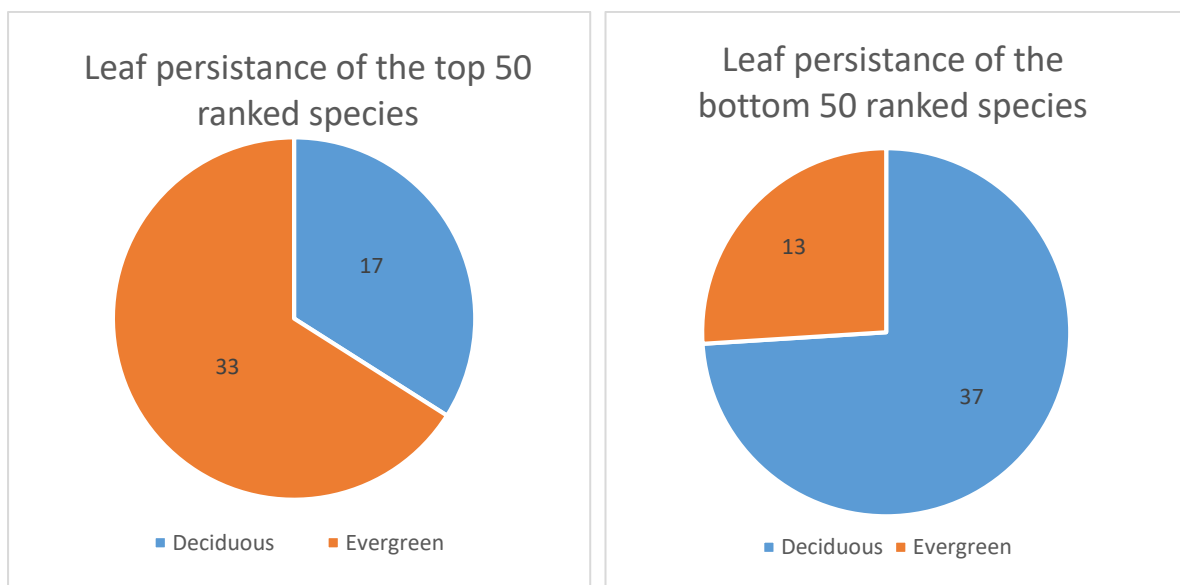 Leaf persistance of the top 50
ranked species
17
33
Deciduous
Evergreen
Leaf persistance of the
bottom 50 ranked species
13
37
Deciduous
Evergreen